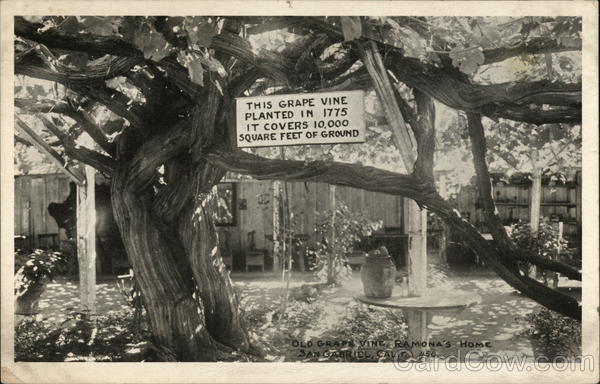 THIS GRAPE VINE
PLANTED IN 1775
IT COVERS 10,000
SQUARE FEET OF GROUND
OLD GRAPE VINE, RAMONA'S HOME
SAN GABRIEL, CALIF.
CardCow.com